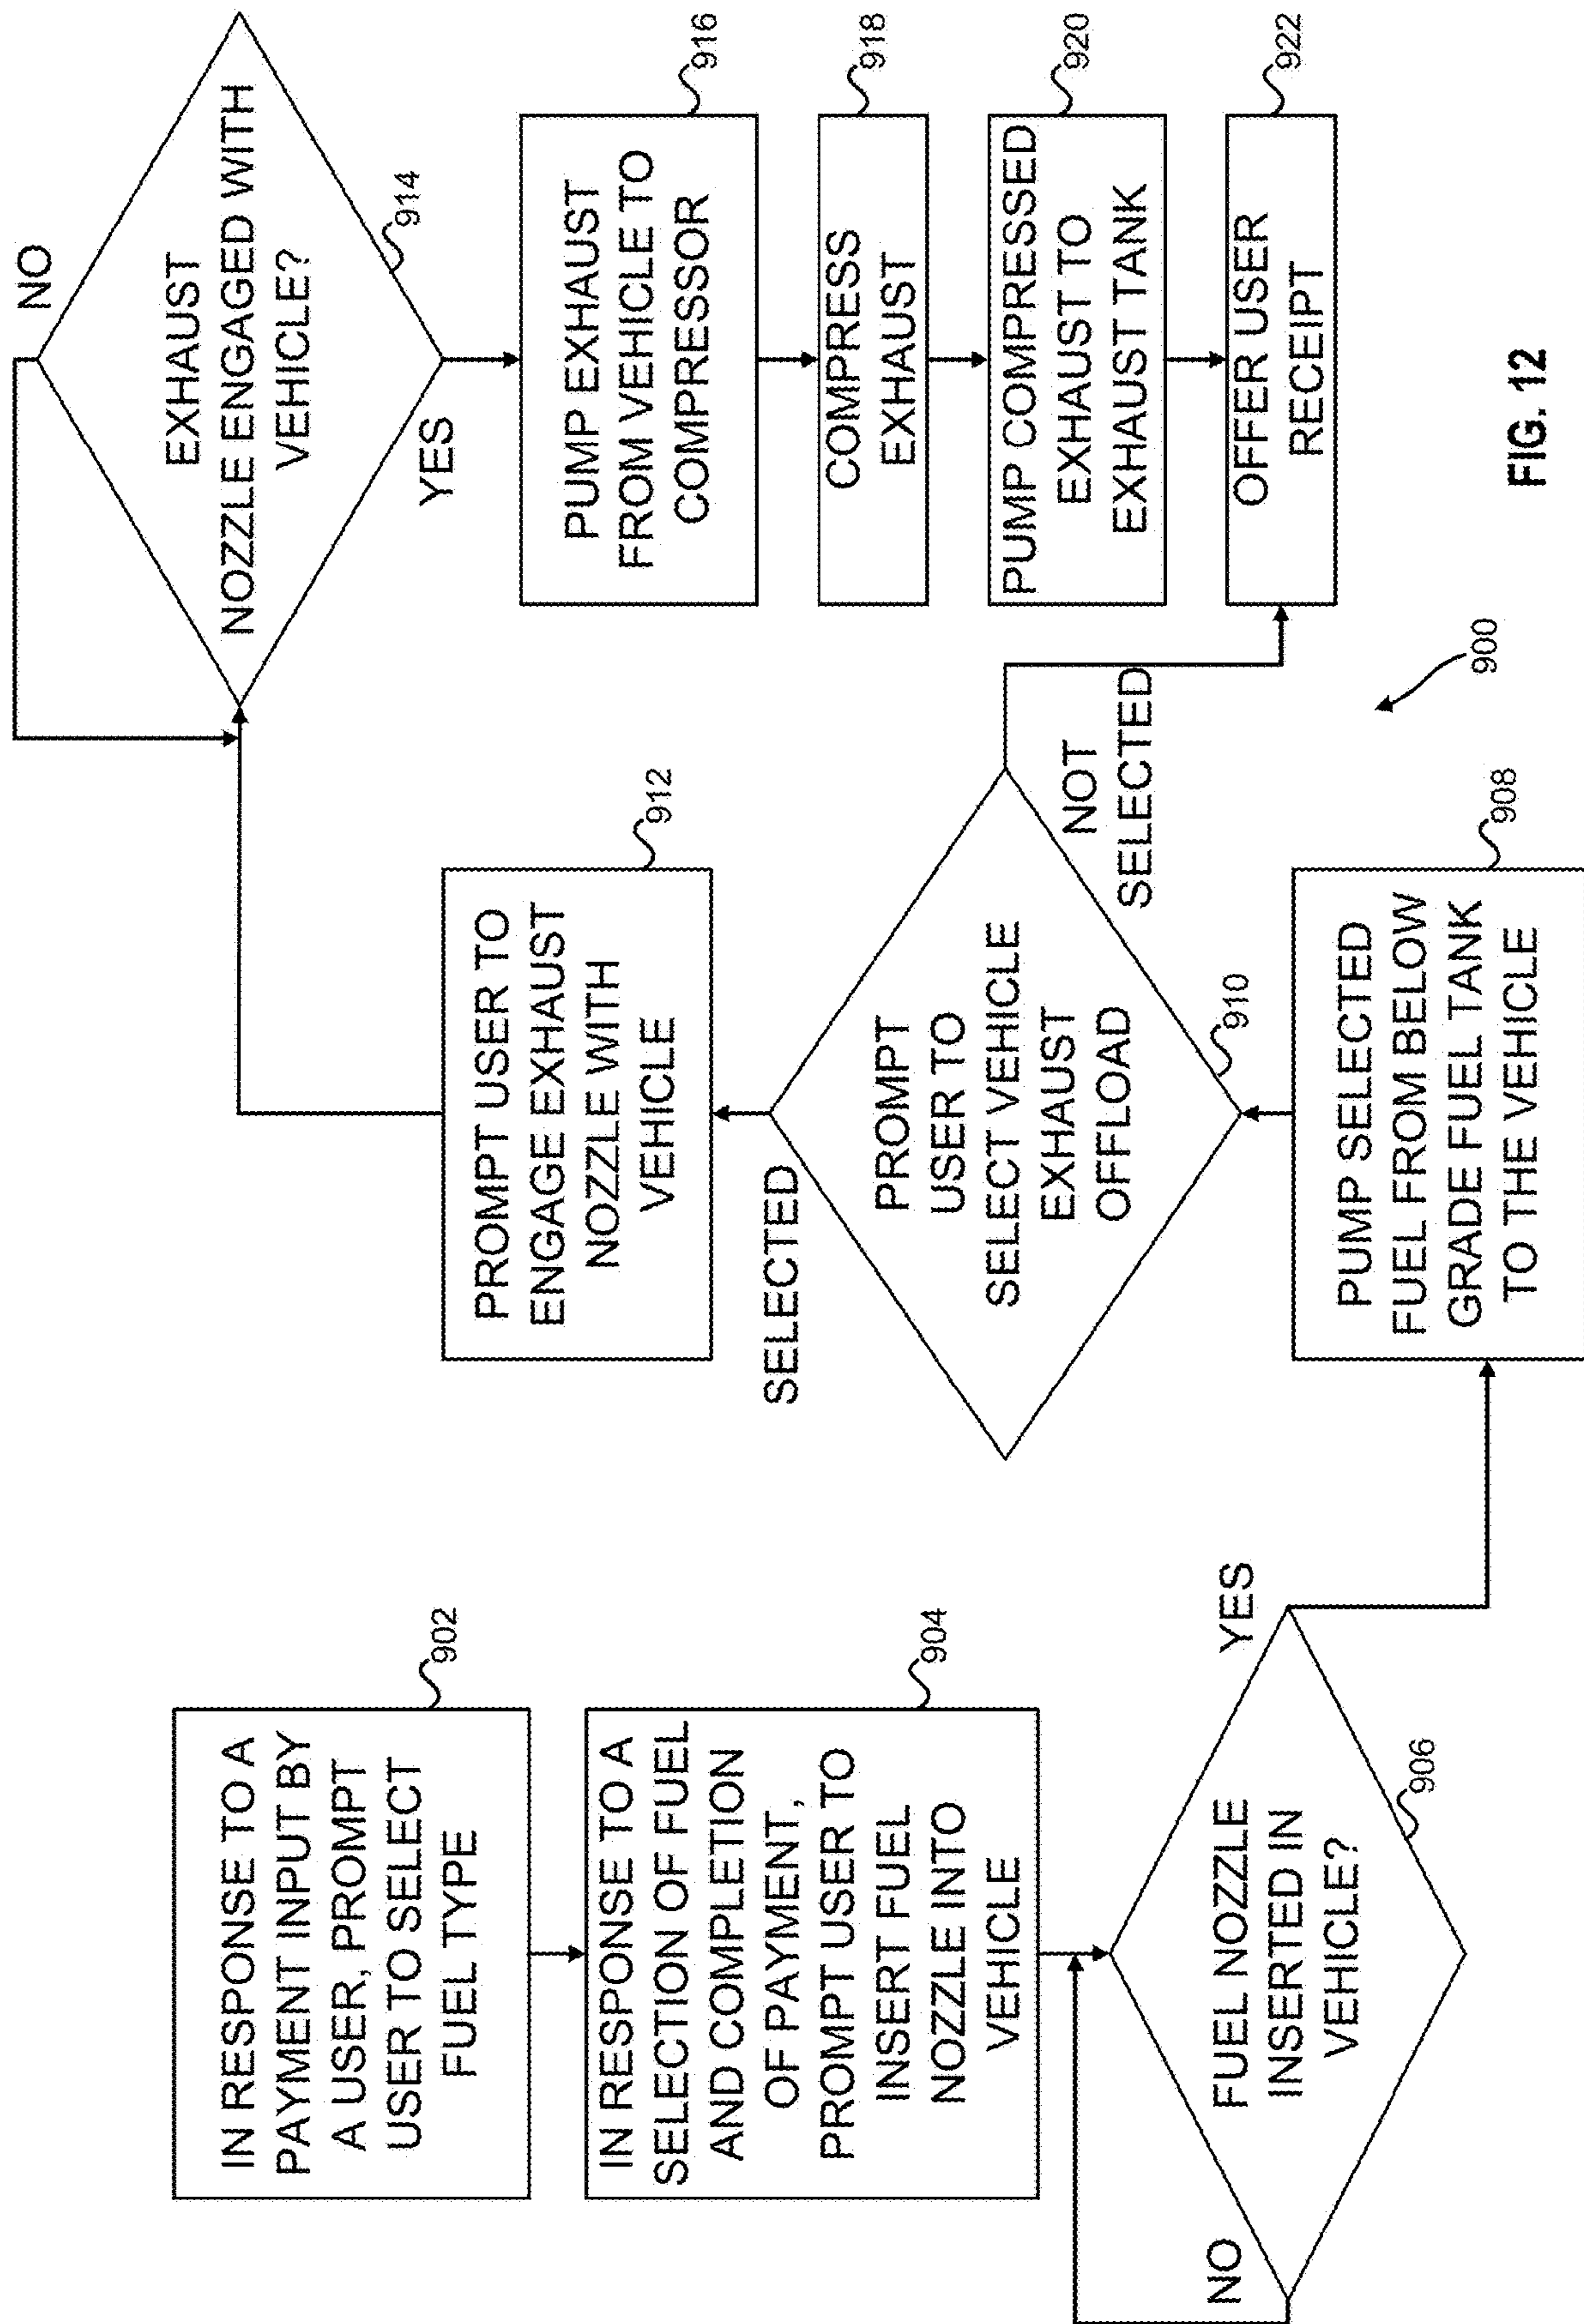 IN RESPONSE TO A
PAYMENT INPUT BY
A USER, PROMPT
USER TO SELECT
FUEL TYPE
902
IN RESPONSE TO A
SELECTION OF FUEL
AND COMPLETION
OF PAYMENT,
PROMPT USER TO
INSERT FUEL
NOZZLE INTO
VEHICLE
904
FUEL NOZZLE
INSERTED IN
VEHICLE?
906
NO
YES
PUMP SELECTED
FUEL FROM BELOW
GRADE FUEL TANK
TO THE VEHICLE
908
PROMPT
USER TO
SELECT VEHICLE
EXHAUST
OFFLOAD
910
SELECTED
NOT
SELECTED
PROMPT USER TO
ENGAGE EXHAUST
NOZZLE WITH
VEHICLE
912
EXHAUST
NOZZLE ENGAGED WITH
VEHICLE?
914
NO
YES
PUMP EXHAUST
FROM VEHICLE TO
COMPRESSOR
916
COMPRESS
EXHAUST
918
PUMP COMPRESSED
EXHAUST TO
EXHAUST TANK
920
OFFER USER
RECEIPT
922
900
FIG. 12